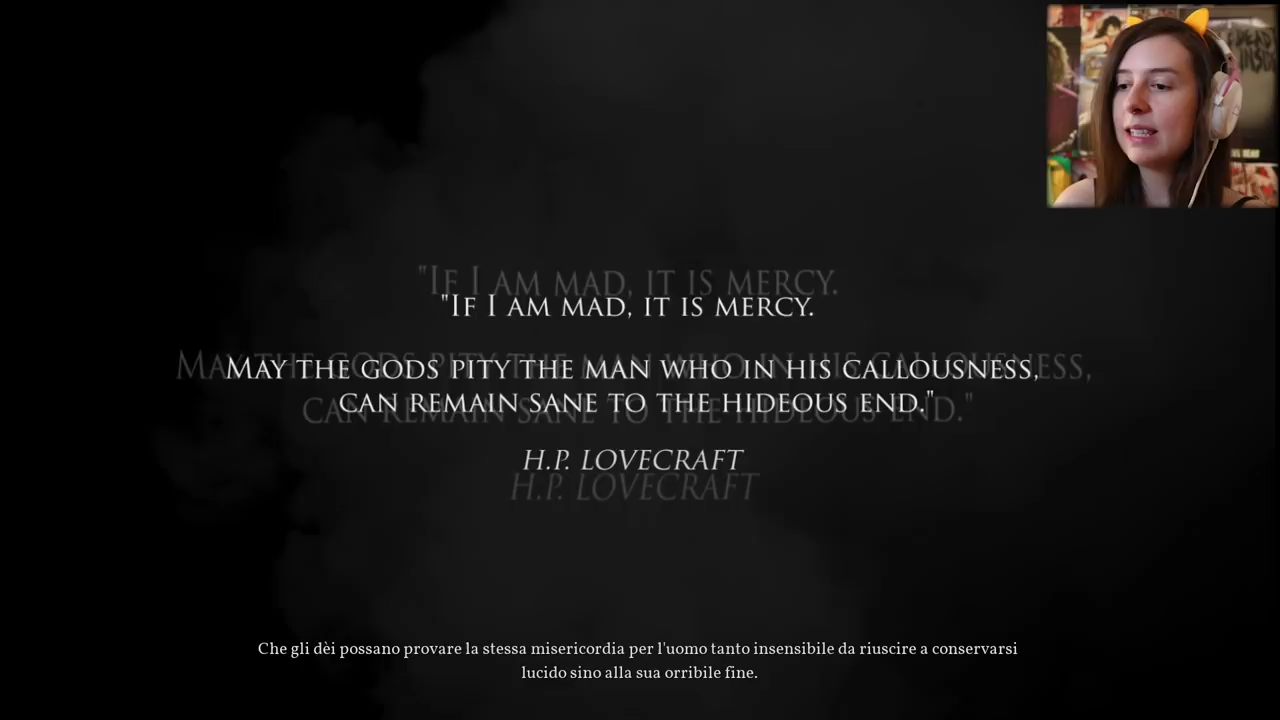 "If I am mad, it is mercy.
May the gods pity the man who in his callousness,
can remain sane to the hideous end."
H.P. Lovecraft
Che gli dèi possano provare la stessa misericordia per l'uomo tanto insensibile da riuscire a conservarsi
lucido sino alla sua orribile fine.